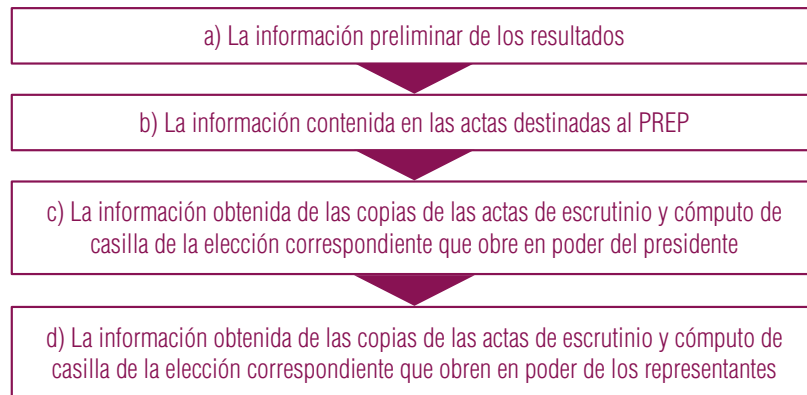 a) La información preliminar de los resultados
b) La información contenida en las actas destinadas al PREP
c) La información obtenida de las copias de las actas de escrutinio y cómputo de
casilla de la elección correspondiente que obre en poder del presidente
d) La información obtenida de las copias de las actas de escrutinio y cómputo de
casilla de la elección correspondiente que obren en poder de los representantes